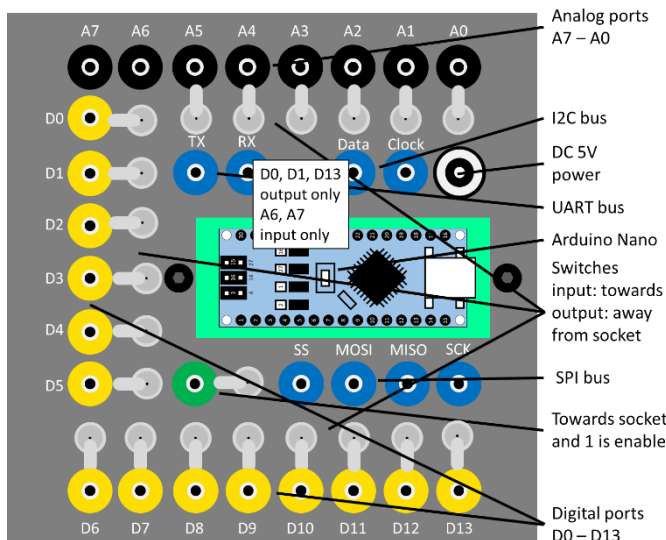 A7 A6 A5 A4 A3 A2 A1 A0
Analog ports
A7 – A0
D0
TX RX Data Clock
I2C bus
D1
D0, D1, D13
output only
A6, A7
input only
DC 5V
power
UART bus
D2
Arduino Nano
D3
Switches
input: towards
output: away
from socket
D4
SS MOSI MISO SCK
SPI bus
D5
Towards socket
and 1 is enable
D6 D7 D8 D9 D10 D11 D12 D13
Digital ports
D0 – D13